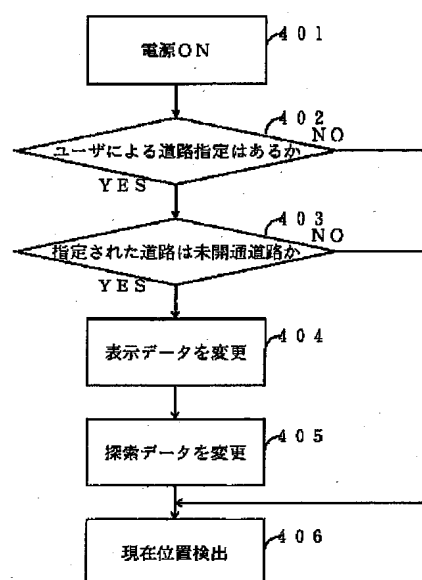 401
電源ON
402
ユーザによる道路指定はあるか
NO
YES
403
指定された道路は未開通道路か
NO
YES
404
表示データを変更
405
探索データを変更
406
現在位置検出